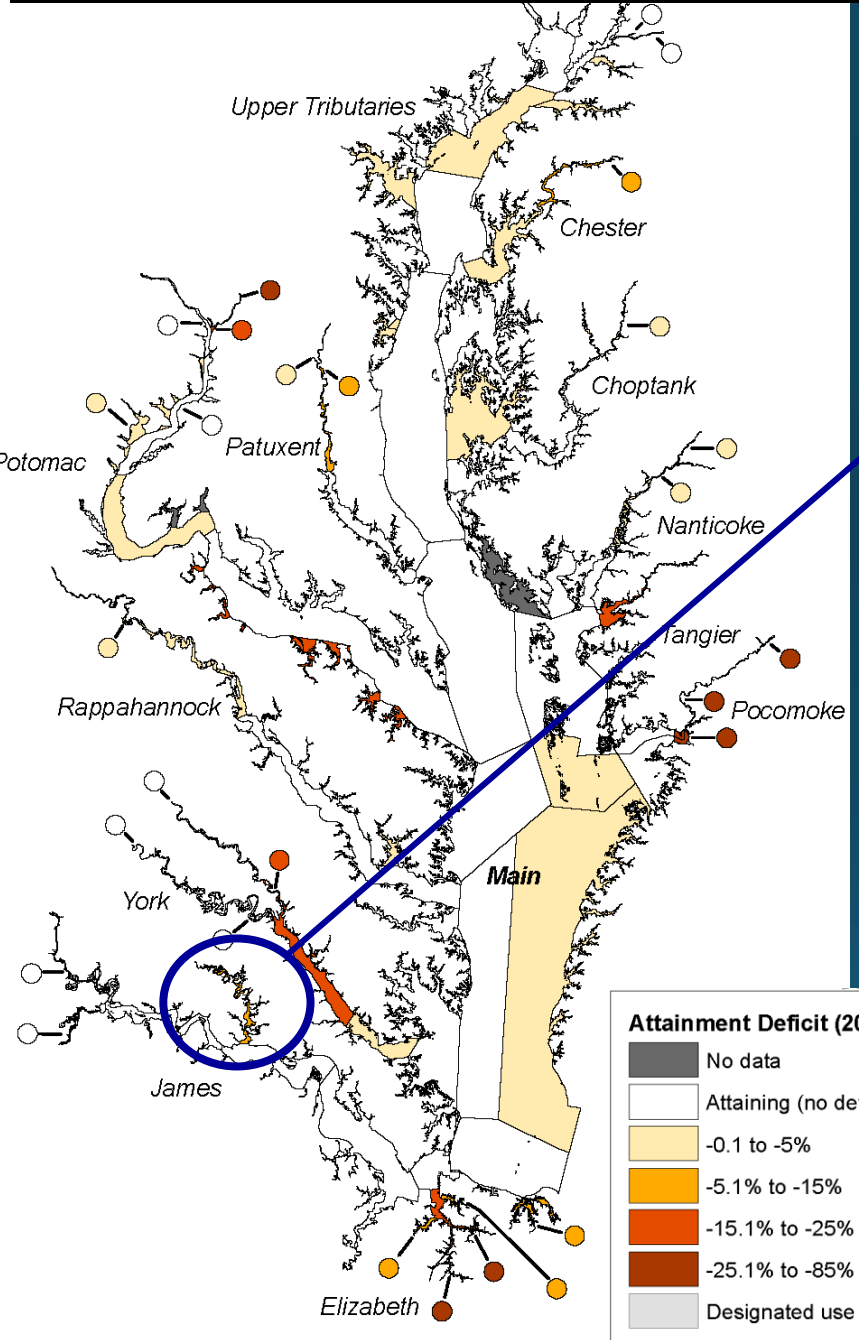 Upper Tributaries
Chester
Choptank
Patuxent
Nanticoke
Tangier
Rappahannock
Pocomoke
Main
York
James
Elizabeth
Attainment Deficit
No data
Attaining (no
-0.1 to -5%
-5.1% to -15%
-15.1% to -25%
-25.1% to -85%
Designated use
Potomac